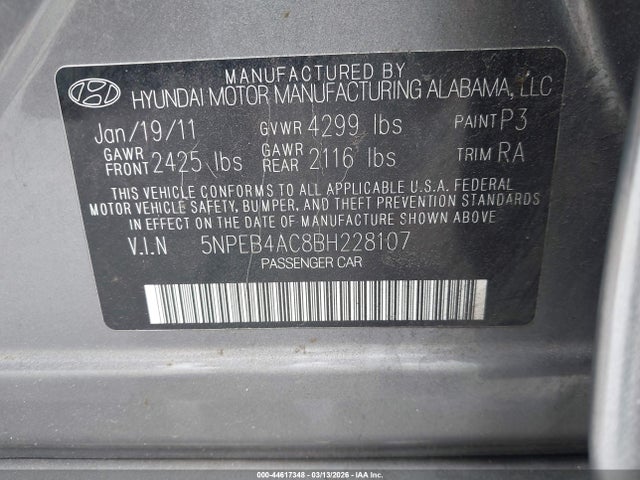 MANUFACTURED BY
HYUNDAI MOTOR MANUFACTURING ALABAMA, LLC
Jan/19/11 GVWR 4299 lbs PAINT P3
GAWR FRONT 2425 lbs GAWR REAR 2116 lbs TRIM RA
THIS VEHICLE CONFORMS TO ALL APPLICABLE U.S.A. FEDERAL
MOTOR VEHICLE SAFETY, BUMPER, AND THEFT PREVENTION STANDARDS
IN EFFECT ON THE DATE OF MANUFACTURE SHOWN ABOVE
V.I.N 5NPEB4AC8BH228107
PASSENGER CAR
000-44617348 - 03/13/2026 - IAA Inc.